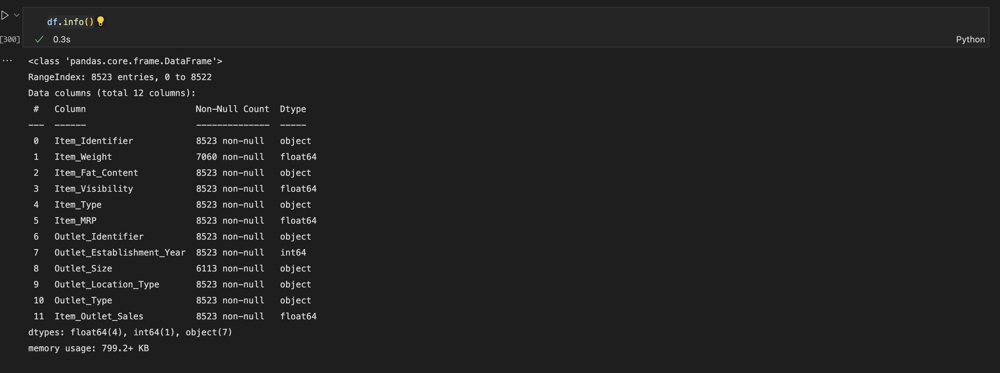 df.info()
[300]
0.3s
Python
...
<class 'pandas.core.frame.DataFrame'>
RangeIndex: 8523 entries, 0 to 8522
Data columns (total 12 columns):
 #   Column                     Non-Null Count  Dtype
---  ------                     --------------  -----
 0   Item_Identifier            8523 non-null   object
 1   Item_Weight                7060 non-null   float64
 2   Item_Fat_Content           8523 non-null   object
 3   Item_Visibility            8523 non-null   float64
 4   Item_Type                  8523 non-null   object
 5   Item_MRP                   8523 non-null   float64
 6   Outlet_Identifier          8523 non-null   object
 7   Outlet_Establishment_Year  8523 non-null   int64
 8   Outlet_Size                6113 non-null   object
 9   Outlet_Location_Type       8523 non-null   object
 10  Outlet_Type                8523 non-null   object
 11  Item_Outlet_Sales          8523 non-null   float64
dtypes: float64(4), int64(1), object(7)
memory usage: 799.2+ KB